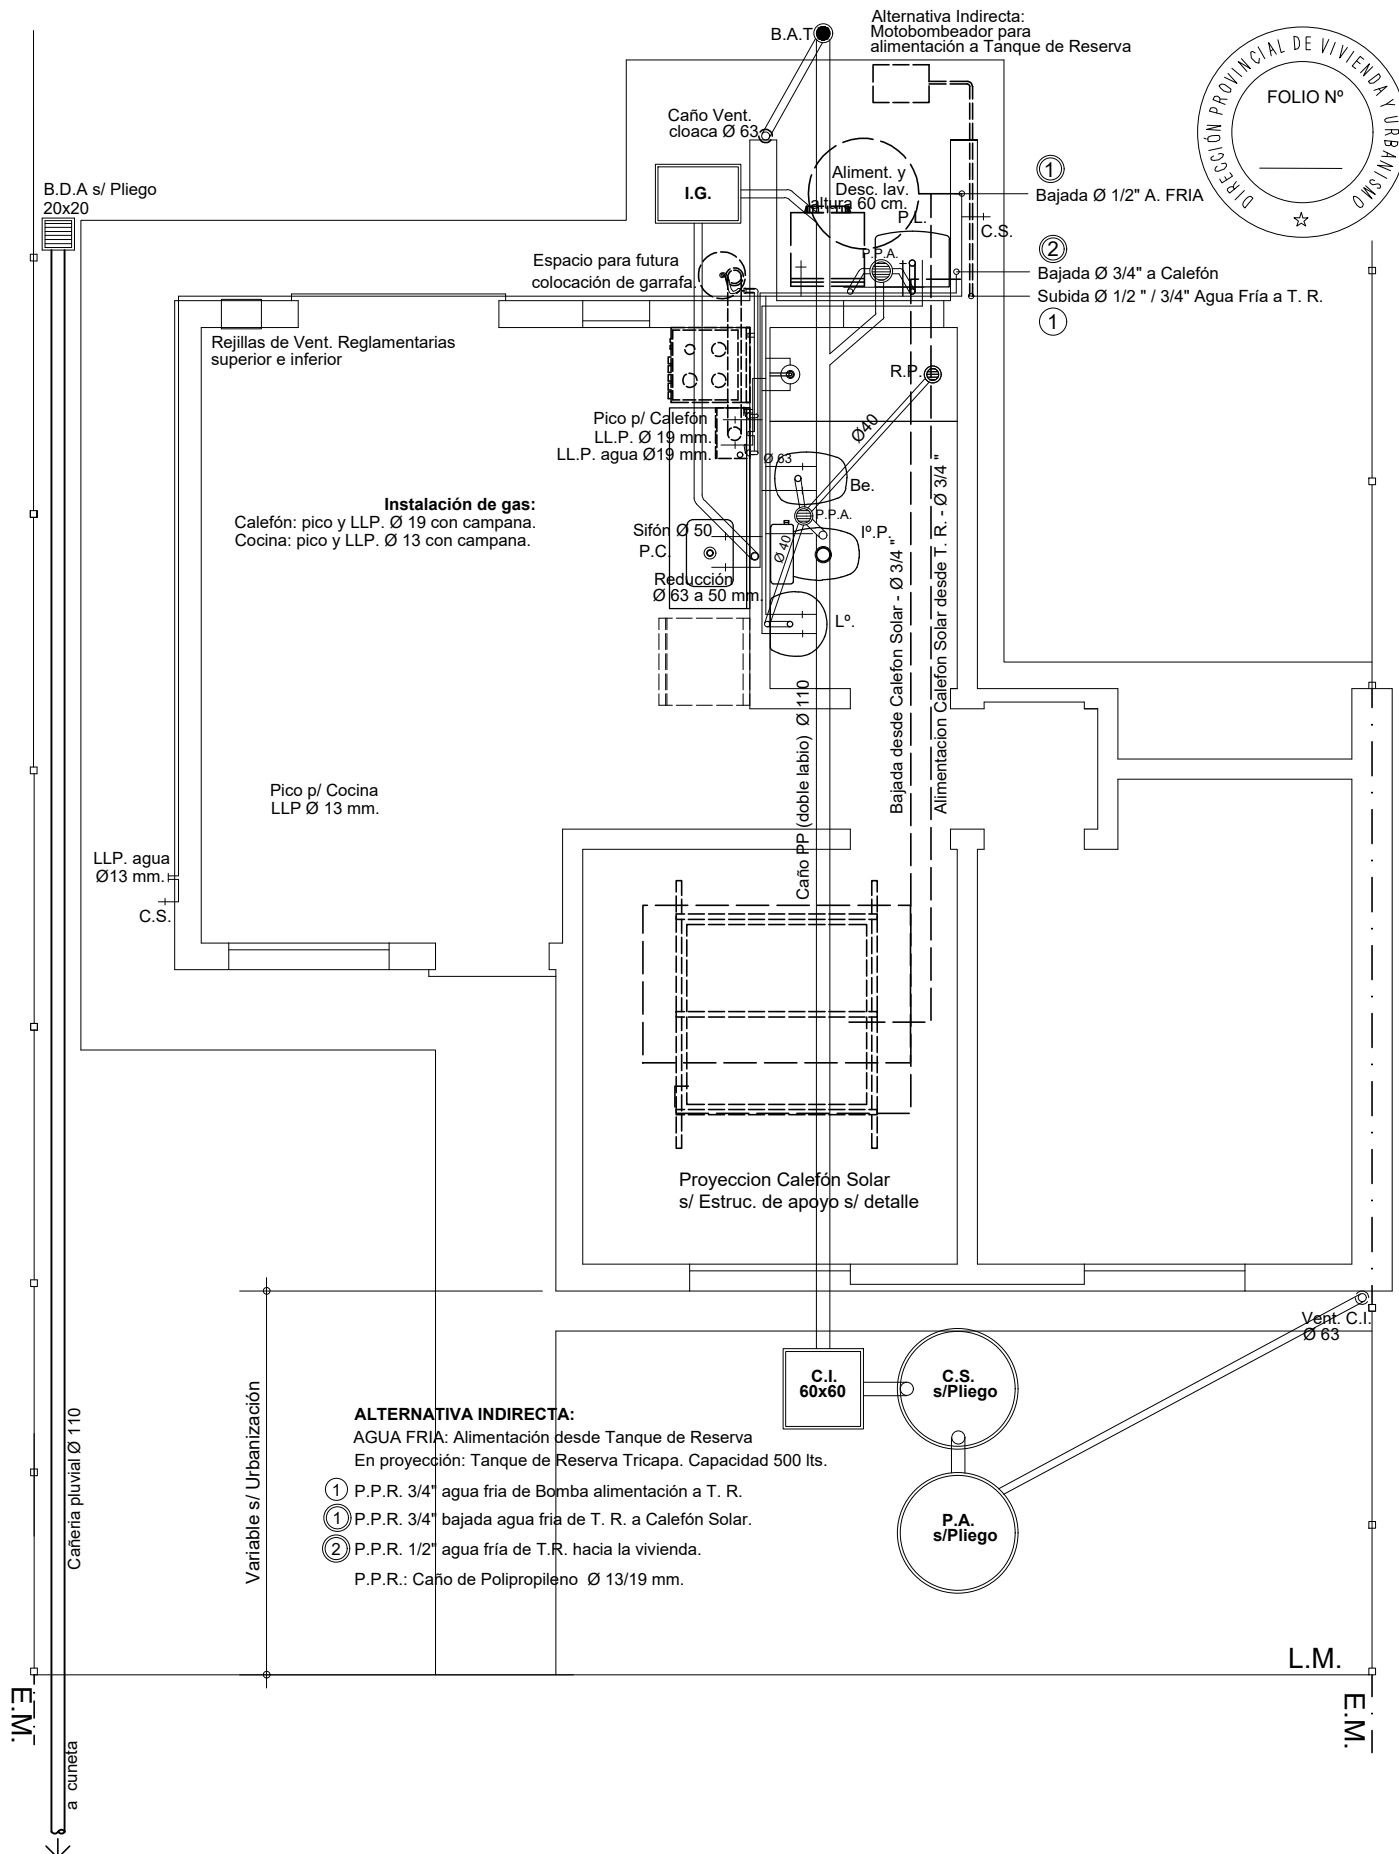 Alternativa Indirecta:
Motobombeador para
alimentación a Tanque de Reserva
B.A.T
DIRECCIÓN PROVINCIAL DE VIVIENDA Y URBANISMO
FOLIO Nº
Caño Vent.
cloaca Ø 63
B.D.A s/ Pliego
20x20
I.G.
Aliment. y
Desc. lav.
altura 60 cm.
P.L.
C.S.
P.P.A.
1
Bajada Ø 1/2" A. FRIA
2
Bajada Ø 3/4" a Calefón
Subida Ø 1/2 " / 3/4" Agua Fría a T. R.
1
Espacio para futura
colocación de garrafa.
Rejillas de Vent. Reglamentarias
superior e inferior
R.P.
Pico p/ Calefón
LL.P. Ø 19 mm.
LL.P. agua Ø19 mm.
Ø40
Ø 63
Be.
Instalación de gas:
Calefón: pico y LLP. Ø 19 con campana.
Cocina: pico y LLP. Ø 13 con campana.
P.P.A.
Iº.P.
Sifón Ø 50
P.C.
Ø 40
Reducción
Ø 63 a 50 mm.
Lº.
Bajada desde Calefon Solar - Ø 3/4 "
Alimentacion Calefon Solar desde T. R. - Ø 3/4 "
Caño PP (doble labio) Ø 110
Pico p/ Cocina
LLP Ø 13 mm.
LLP. agua
Ø13 mm.
C.S.
Proyeccion Calefón Solar
s/ Estruc. de apoyo s/ detalle
Vent. C.I.
Ø 63
C.I.
60x60
C.S.
s/Pliego
P.A.
s/Pliego
Cañeria pluvial Ø 110
Variable s/ Urbanización
ALTERNATIVA INDIRECTA:
AGUA FRIA: Alimentación desde Tanque de Reserva
En proyección: Tanque de Reserva Tricapa. Capacidad 500 lts.
1 P.P.R. 3/4" agua fria de Bomba alimentación a T. R.
1 P.P.R. 3/4" bajada agua fria de T. R. a Calefón Solar.
2 P.P.R. 1/2" agua fría de T.R. hacia la vivienda.
P.P.R.: Caño de Polipropileno Ø 13/19 mm.
L.M.
E.M.
E.M.
a cuneta